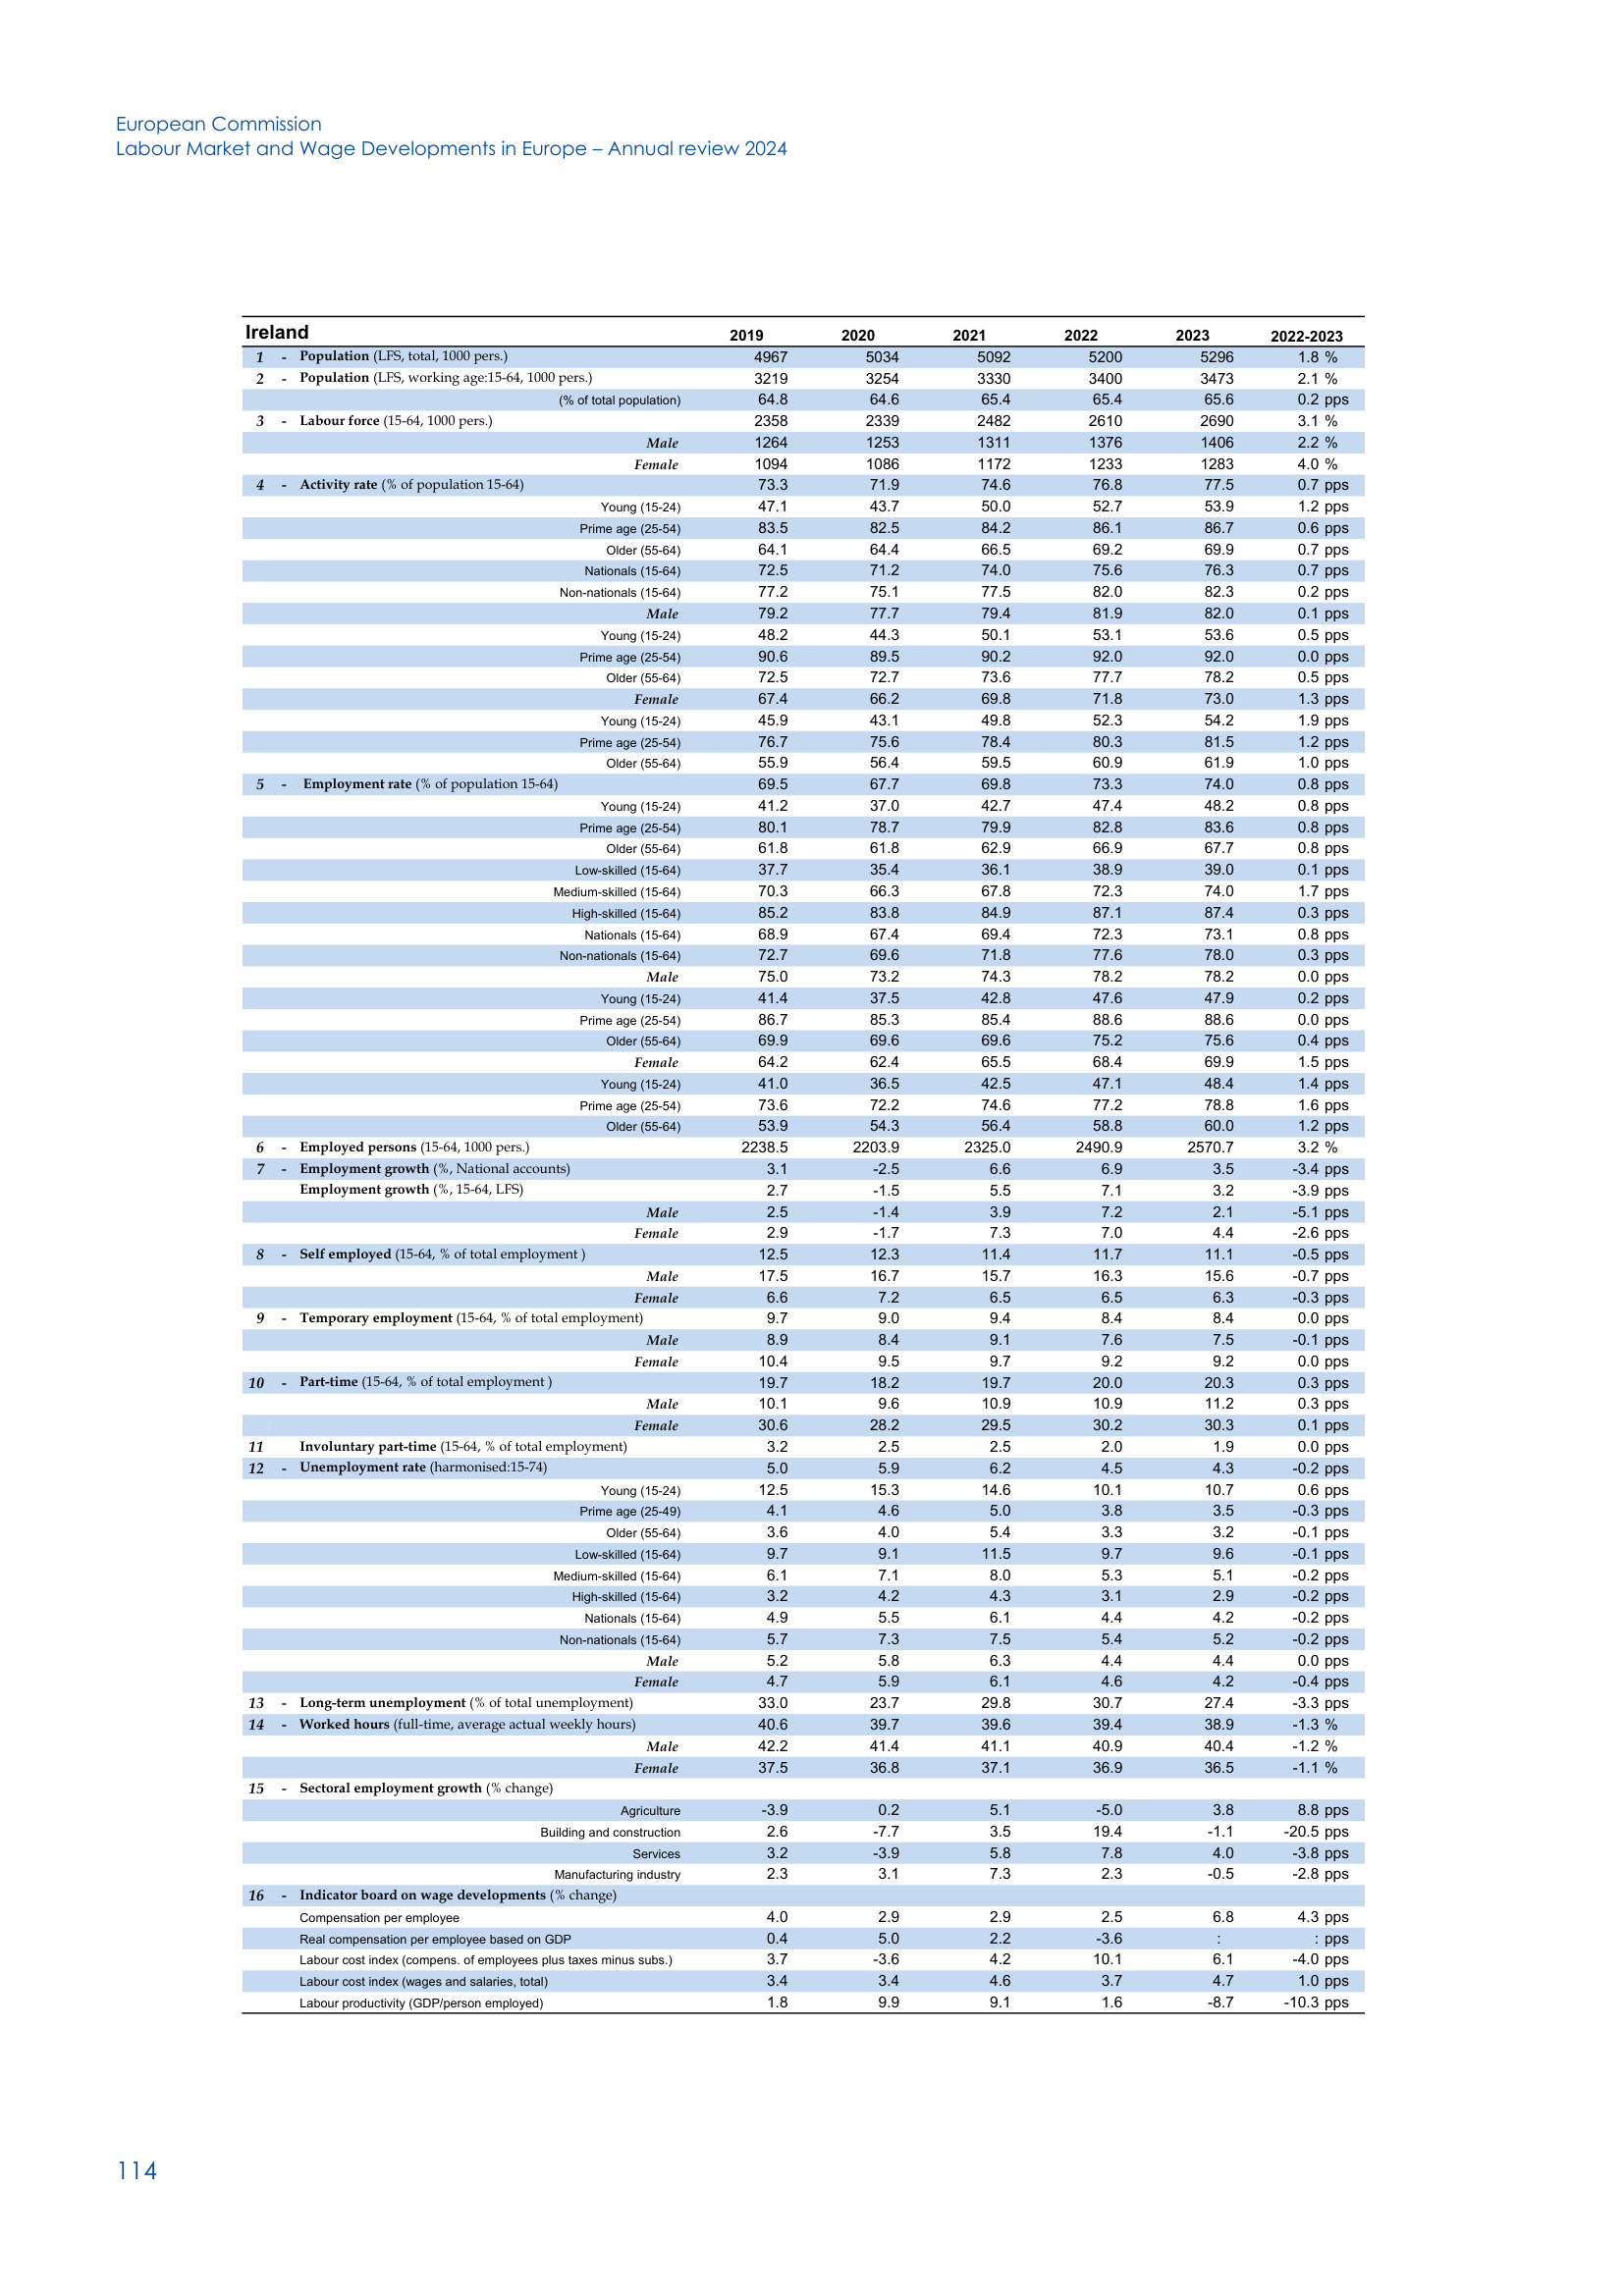 European Commission
Labour Market and Wage Developments in Europe – Annual review 2024
Ireland 2019 2020 2021 2022 2023 2022-2023
1 - Population (LFS, total, 1000 pers.) 4967 5034 5092 5200 5296 1.8 %
2 - Population (LFS, working age:15-64, 1000 pers.) 3219 3254 3330 3400 3473 2.1 %
(% of total population) 64.8 64.6 65.4 65.4 65.6 0.2 pps
3 - Labour force (15-64, 1000 pers.) 2358 2339 2482 2610 2690 3.1 %
Male 1264 1253 1311 1376 1406 2.2 %
Female 1094 1086 1172 1233 1283 4.0 %
4 - Activity rate (% of population 15-64) 73.3 71.9 74.6 76.8 77.5 0.7 pps
Young (15-24) 47.1 43.7 50.0 52.7 53.9 1.2 pps
Prime age (25-54) 83.5 82.5 84.2 86.1 86.7 0.6 pps
Older (55-64) 64.1 64.4 66.5 69.2 69.9 0.7 pps
Nationals (15-64) 72.5 71.2 74.0 75.6 76.3 0.7 pps
Non-nationals (15-64) 77.2 75.1 77.5 82.0 82.3 0.2 pps
Male 79.2 77.7 79.4 81.9 82.0 0.1 pps
Young (15-24) 48.2 44.3 50.1 53.1 53.6 0.5 pps
Prime age (25-54) 90.6 89.5 90.2 92.0 92.0 0.0 pps
Older (55-64) 72.5 72.7 73.6 77.7 78.2 0.5 pps
Female 67.4 66.2 69.8 71.8 73.0 1.3 pps
Young (15-24) 45.9 43.1 49.8 52.3 54.2 1.9 pps
Prime age (25-54) 76.7 75.6 78.4 80.3 81.5 1.2 pps
Older (55-64) 55.9 56.4 59.5 60.9 61.9 1.0 pps
5 - Employment rate (% of population 15-64) 69.5 67.7 69.8 73.3 74.0 0.8 pps
Young (15-24) 41.2 37.0 42.7 47.4 48.2 0.8 pps
Prime age (25-54) 80.1 78.7 79.9 82.8 83.6 0.8 pps
Older (55-64) 61.8 61.8 62.9 66.9 67.7 0.8 pps
Low-skilled (15-64) 37.7 35.4 36.1 38.9 39.0 0.1 pps
Medium-skilled (15-64) 70.3 66.3 67.8 72.3 74.0 1.7 pps
High-skilled (15-64) 85.2 83.8 84.9 87.1 87.4 0.3 pps
Nationals (15-64) 68.9 67.4 69.4 72.3 73.1 0.8 pps
Non-nationals (15-64) 72.7 69.6 71.8 77.6 78.0 0.3 pps
Male 75.0 73.2 74.3 78.2 78.2 0.0 pps
Young (15-24) 41.4 37.5 42.8 47.6 47.9 0.2 pps
Prime age (25-54) 86.7 85.3 85.4 88.6 88.6 0.0 pps
Older (55-64) 69.9 69.6 69.6 75.2 75.6 0.4 pps
Female 64.2 62.4 65.5 68.4 69.9 1.5 pps
Young (15-24) 41.0 36.5 42.5 47.1 48.4 1.4 pps
Prime age (25-54) 73.6 72.2 74.6 77.2 78.8 1.6 pps
Older (55-64) 53.9 54.3 56.4 58.8 60.0 1.2 pps
6 - Employed persons (15-64, 1000 pers.) 2238.5 2203.9 2325.0 2490.9 2570.7 3.2 %
7 - Employment growth (%, National accounts) 3.1 -2.5 6.6 6.9 3.5 -3.4 pps
Employment growth (%, 15-64, LFS) 2.7 -1.5 5.5 7.1 3.2 -3.9 pps
Male 2.5 -1.4 3.9 7.2 2.1 -5.1 pps
Female 2.9 -1.7 7.3 7.0 4.4 -2.6 pps
8 - Self employed (15-64, % of total employment ) 12.5 12.3 11.4 11.7 11.1 -0.5 pps
Male 17.5 16.7 15.7 16.3 15.6 -0.7 pps
Female 6.6 7.2 6.5 6.5 6.3 -0.3 pps
9 - Temporary employment (15-64, % of total employment) 9.7 9.0 9.4 8.4 8.4 0.0 pps
Male 8.9 8.4 9.1 7.6 7.5 -0.1 pps
Female 10.4 9.5 9.7 9.2 9.2 0.0 pps
10 - Part-time (15-64, % of total employment ) 19.7 18.2 19.7 20.0 20.3 0.3 pps
Male 10.1 9.6 10.9 10.9 11.2 0.3 pps
Female 30.6 28.2 29.5 30.2 30.3 0.1 pps
11 Involuntary part-time (15-64, % of total employment) 3.2 2.5 2.5 2.0 1.9 0.0 pps
12 - Unemployment rate (harmonised:15-74) 5.0 5.9 6.2 4.5 4.3 -0.2 pps
Young (15-24) 12.5 15.3 14.6 10.1 10.7 0.6 pps
Prime age (25-49) 4.1 4.6 5.0 3.8 3.5 -0.3 pps
Older (55-64) 3.6 4.0 5.4 3.3 3.2 -0.1 pps
Low-skilled (15-64) 9.7 9.1 11.5 9.7 9.6 -0.1 pps
Medium-skilled (15-64) 6.1 7.1 8.0 5.3 5.1 -0.2 pps
High-skilled (15-64) 3.2 4.2 4.3 3.1 2.9 -0.2 pps
Nationals (15-64) 4.9 5.5 6.1 4.4 4.2 -0.2 pps
Non-nationals (15-64) 5.7 7.3 7.5 5.4 5.2 -0.2 pps
Male 5.2 5.8 6.3 4.4 4.4 0.0 pps
Female 4.7 5.9 6.1 4.6 4.2 -0.4 pps
13 - Long-term unemployment (% of total unemployment) 33.0 23.7 29.8 30.7 27.4 -3.3 pps
14 - Worked hours (full-time, average actual weekly hours) 40.6 39.7 39.6 39.4 38.9 -1.3 %
Male 42.2 41.4 41.1 40.9 40.4 -1.2 %
Female 37.5 36.8 37.1 36.9 36.5 -1.1 %
15 - Sectoral employment growth (% change)
Agriculture -3.9 0.2 5.1 -5.0 3.8 8.8 pps
Building and construction 2.6 -7.7 3.5 19.4 -1.1 -20.5 pps
Services 3.2 -3.9 5.8 7.8 4.0 -3.8 pps
Manufacturing industry 2.3 3.1 7.3 2.3 -0.5 -2.8 pps
16 - Indicator board on wage developments (% change)
Compensation per employee 4.0 2.9 2.9 2.5 6.8 4.3 pps
Real compensation per employee based on GDP 0.4 5.0 2.2 -3.6 : : pps
Labour cost index (compens. of employees plus taxes minus subs.) 3.7 -3.6 4.2 10.1 6.1 -4.0 pps
Labour cost index (wages and salaries, total) 3.4 3.4 4.6 3.7 4.7 1.0 pps
Labour productivity (GDP/person employed) 1.8 9.9 9.1 1.6 -8.7 -10.3 pps
114